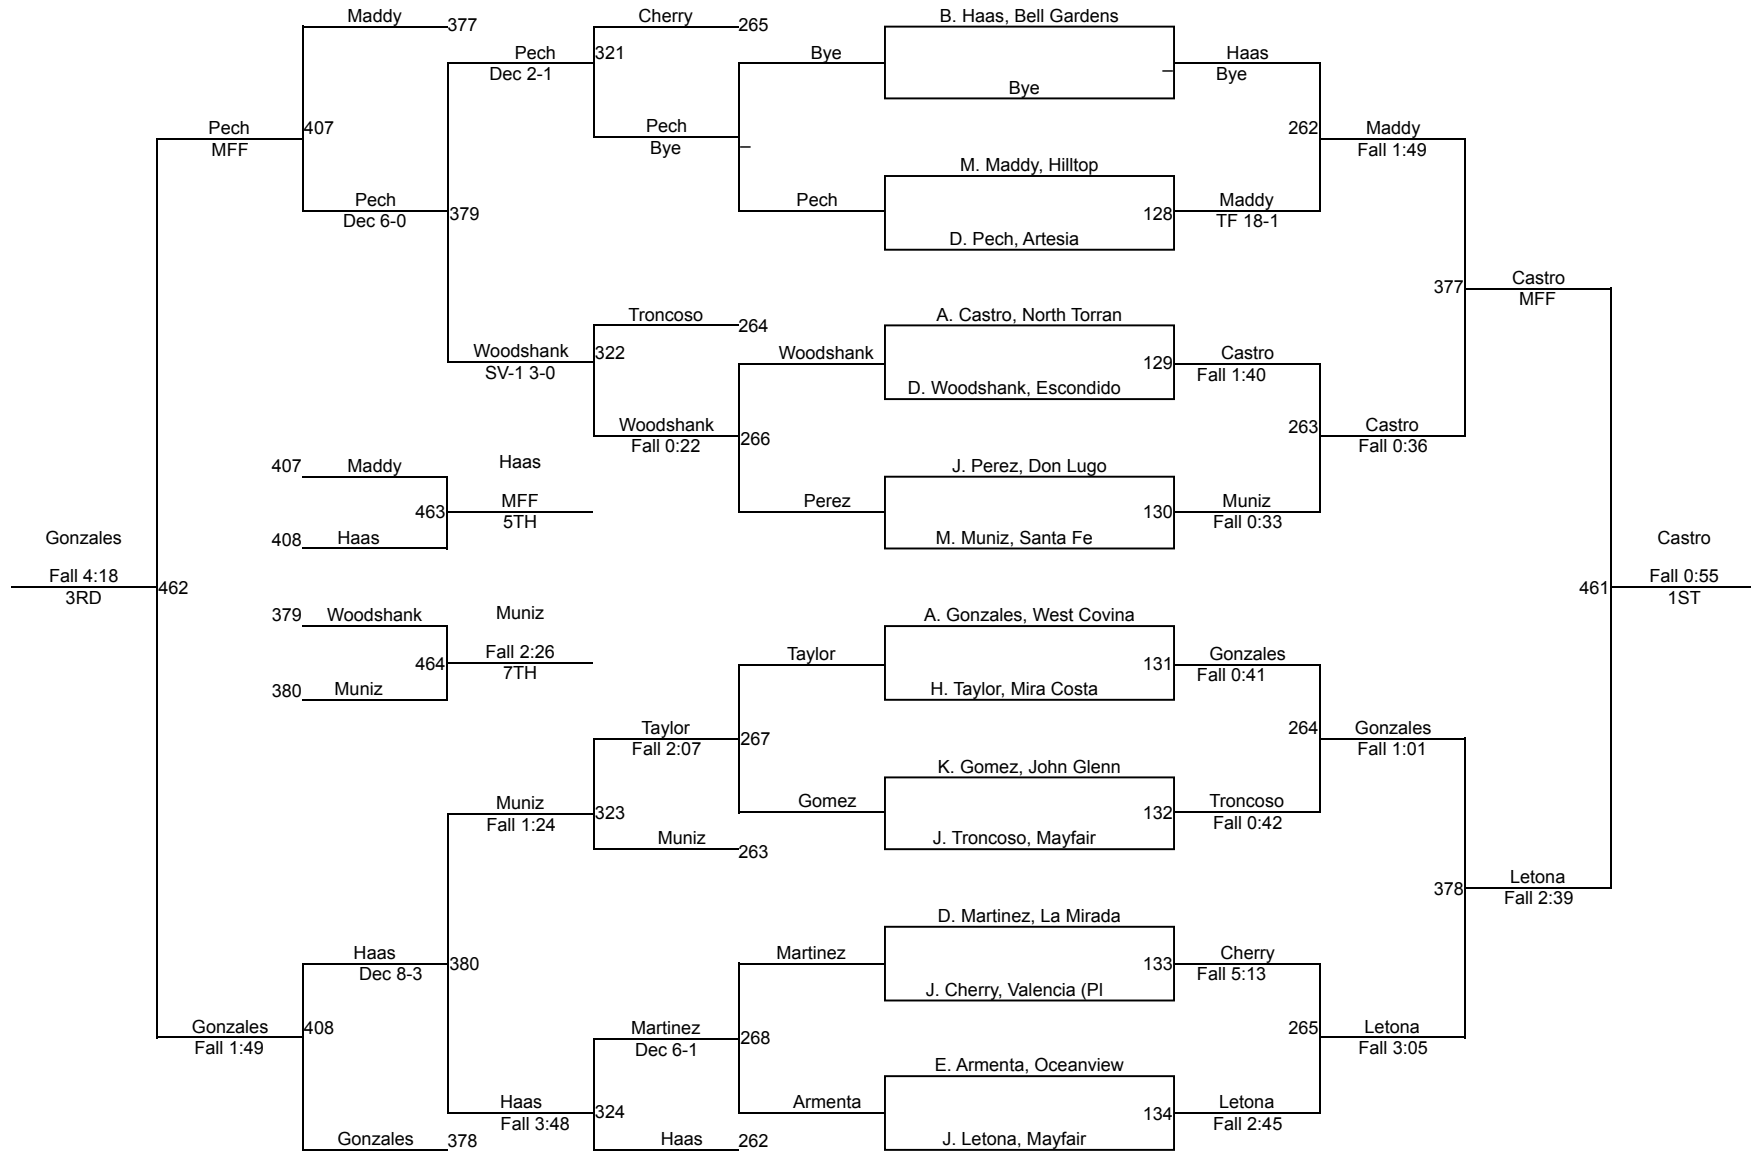 Maddy
377
Cherry
265
B. Haas, Bell Gardens
Pech
321
Bye
Haas
Dec 2-1
Bye
Bye
Pech
407
Pech
262
Maddy
MFF
Bye
Fall 1:49
M. Maddy, Hilltop
Pech
379
Pech
128
Maddy
Dec 6-0
TF 18-1
D. Pech, Artesia
377
Castro
MFF
Troncoso
264
A. Castro, North Torran
Woodshank
322
Woodshank
129
Castro
SV-1 3-0
Fall 1:40
D. Woodshank, Escondido
Woodshank
266
263
Castro
Fall 0:22
Fall 0:36
407
Maddy
Haas
J. Perez, Don Lugo
463
MFF
Perez
130
Muniz
5TH
Fall 0:33
408
Haas
M. Muniz, Santa Fe
Gonzales
Castro
Fall 4:18
462
461
Fall 0:55
3RD
1ST
379
Woodshank
Muniz
A. Gonzales, West Covina
464
Fall 2:26
Taylor
131
Gonzales
7TH
Fall 0:41
380
Muniz
H. Taylor, Mira Costa
Taylor
267
264
Gonzales
Fall 2:07
Fall 1:01
K. Gomez, John Glenn
Muniz
323
Gomez
132
Troncoso
Fall 1:24
Fall 0:42
Muniz
263
J. Troncoso, Mayfair
378
Letona
Fall 2:39
D. Martinez, La Mirada
Haas
380
Martinez
133
Cherry
Dec 8-3
Fall 5:13
J. Cherry, Valencia (Pl
Gonzales
408
Martinez
268
265
Letona
Fall 1:49
Dec 6-1
Fall 3:05
E. Armenta, Oceanview
Haas
324
Armenta
134
Letona
Fall 3:48
Fall 2:45
Gonzales
378
Haas
262
J. Letona, Mayfair